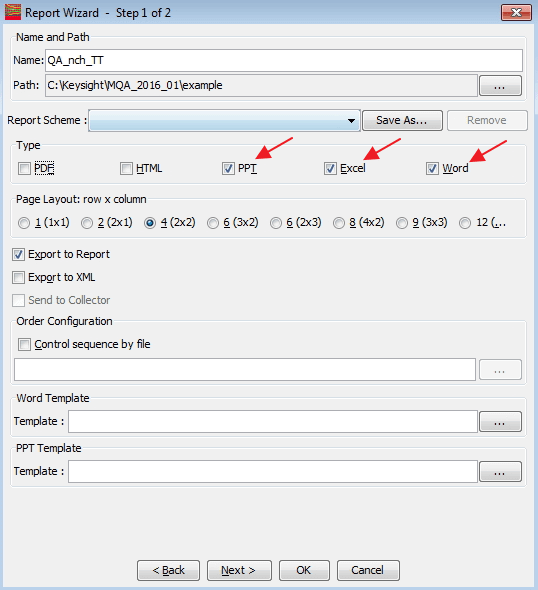 Report Wizard - Step 1 of 2
Name and Path
Name: QA_nch_TT
Path: C:\Keysight\MQA_2016_01\example ...
Report Scheme : Save As... Remove
Type
PDF HTML PPT Excel Word
Page Layout: row x column
1 (1x1) 2 (2x1) 4 (2x2) 6 (3x2) 6 (2x3) 8 (4x2) 9 (3x3) 12 (...
Export to Report
Export to XML
Send to Collector
Order Configuration
Control sequence by file
...
Word Template
Template : ...
PPT Template
Template : ...
< Back Next > OK Cancel